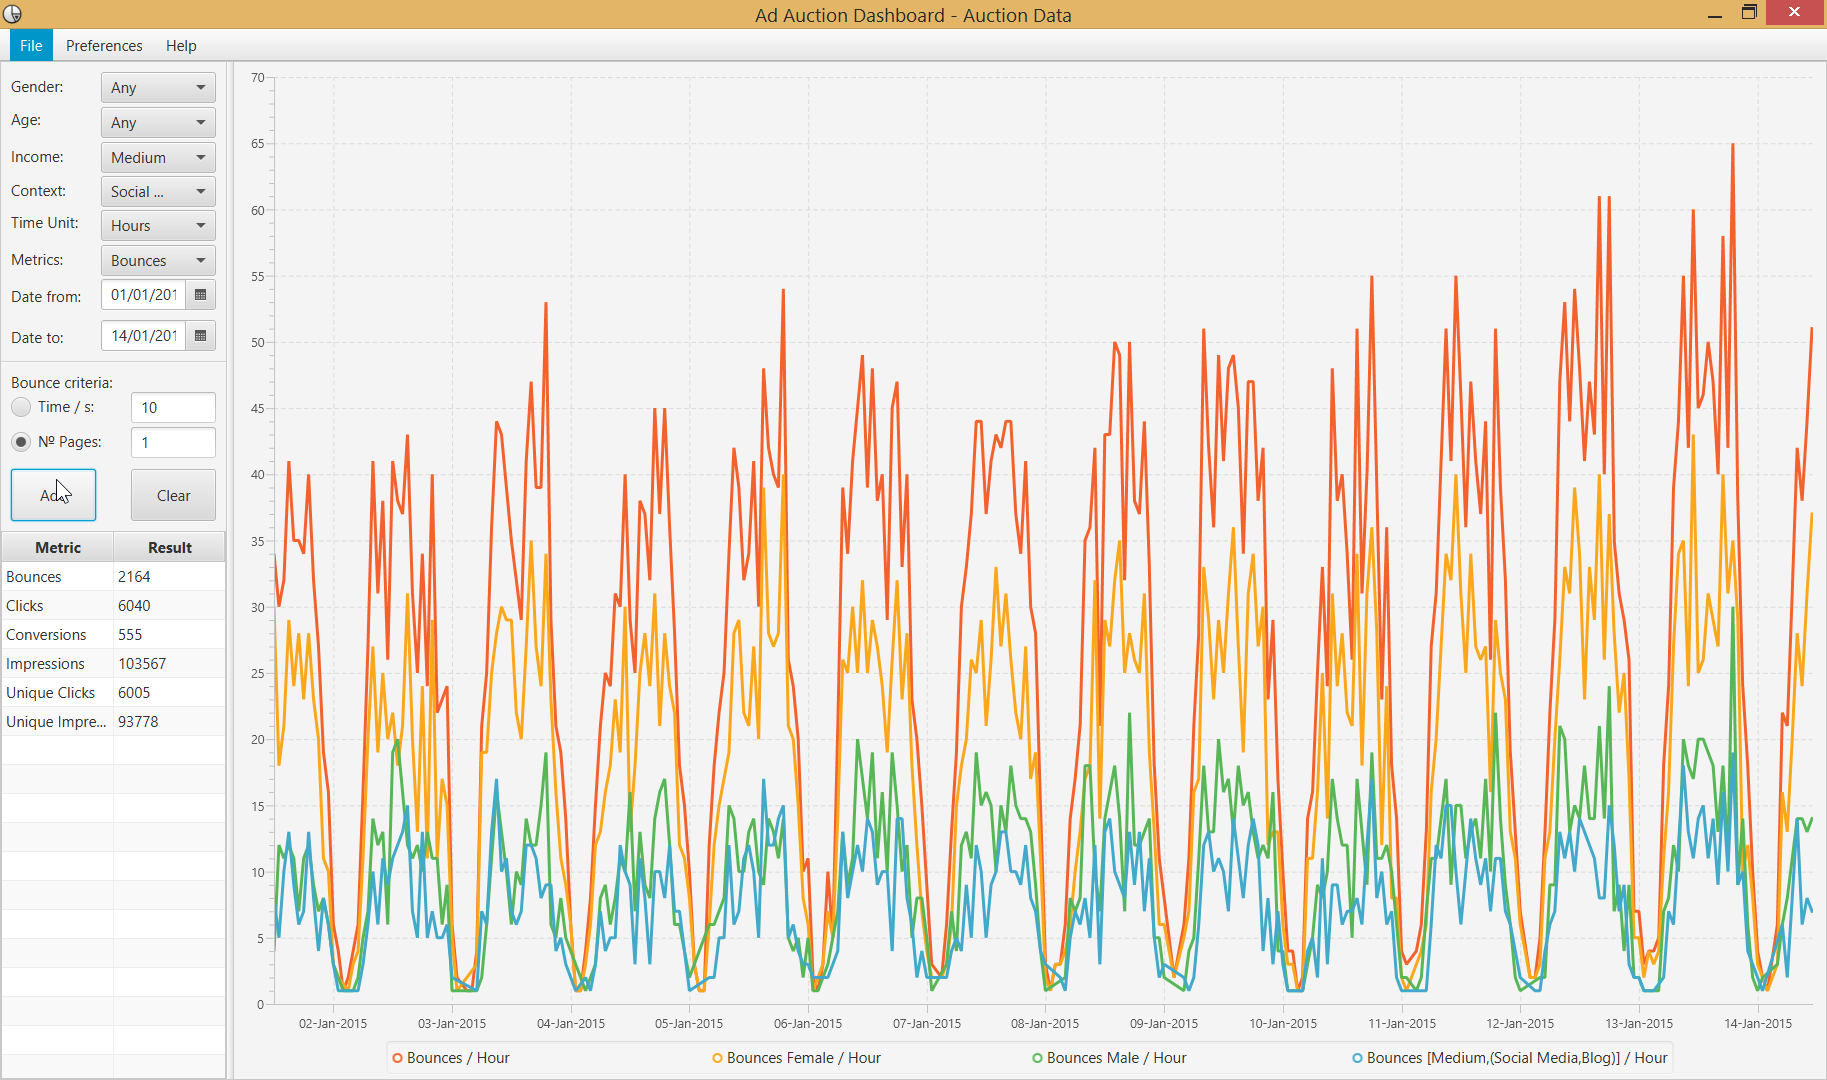 Ad Auction Dashboard - Auction Data
File Preferences Help
Gender: Any
Age: Any
Income: Medium
Context: Social ...
Time Unit: Hours
Metrics: Bounces
Date from: 01/01/201
Date to: 14/01/201
Bounce criteria:
Time / s: 10
Nº Pages: 1
Clear
Metric Result
Bounces 2164
Clicks 6040
Conversions 555
Impressions 103567
Unique Clicks 6005
Unique Impre... 93778
70
65
60
55
50
45
40
35
30
25
20
15
10
5
0
02-Jan-2015 03-Jan-2015 04-Jan-2015 05-Jan-2015 06-Jan-2015 07-Jan-2015 08-Jan-2015 09-Jan-2015 10-Jan-2015 11-Jan-2015 12-Jan-2015 13-Jan-2015 14-Jan-2015
Bounces / Hour Bounces Female / Hour Bounces Male / Hour Bounces [Medium,(Social Media,Blog)] / Hour